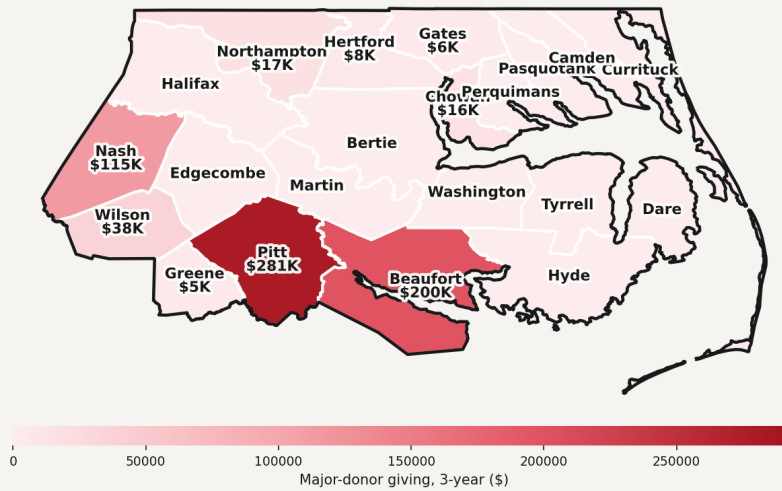 Gates
$6K
Hertford
$8K
Northampton
$17K
Camden
Pasquotank
Currituck
Halifax
Perquimans
Chowan
$16K
Bertie
Nash
$115K
Edgecombe
Martin
Washington
Tyrrell
Dare
Wilson
$38K
Pitt
$281K
Greene
$5K
Beaufort
$200K
Hyde
0
50000
100000
150000
200000
250000
Major-donor giving, 3-year ($)